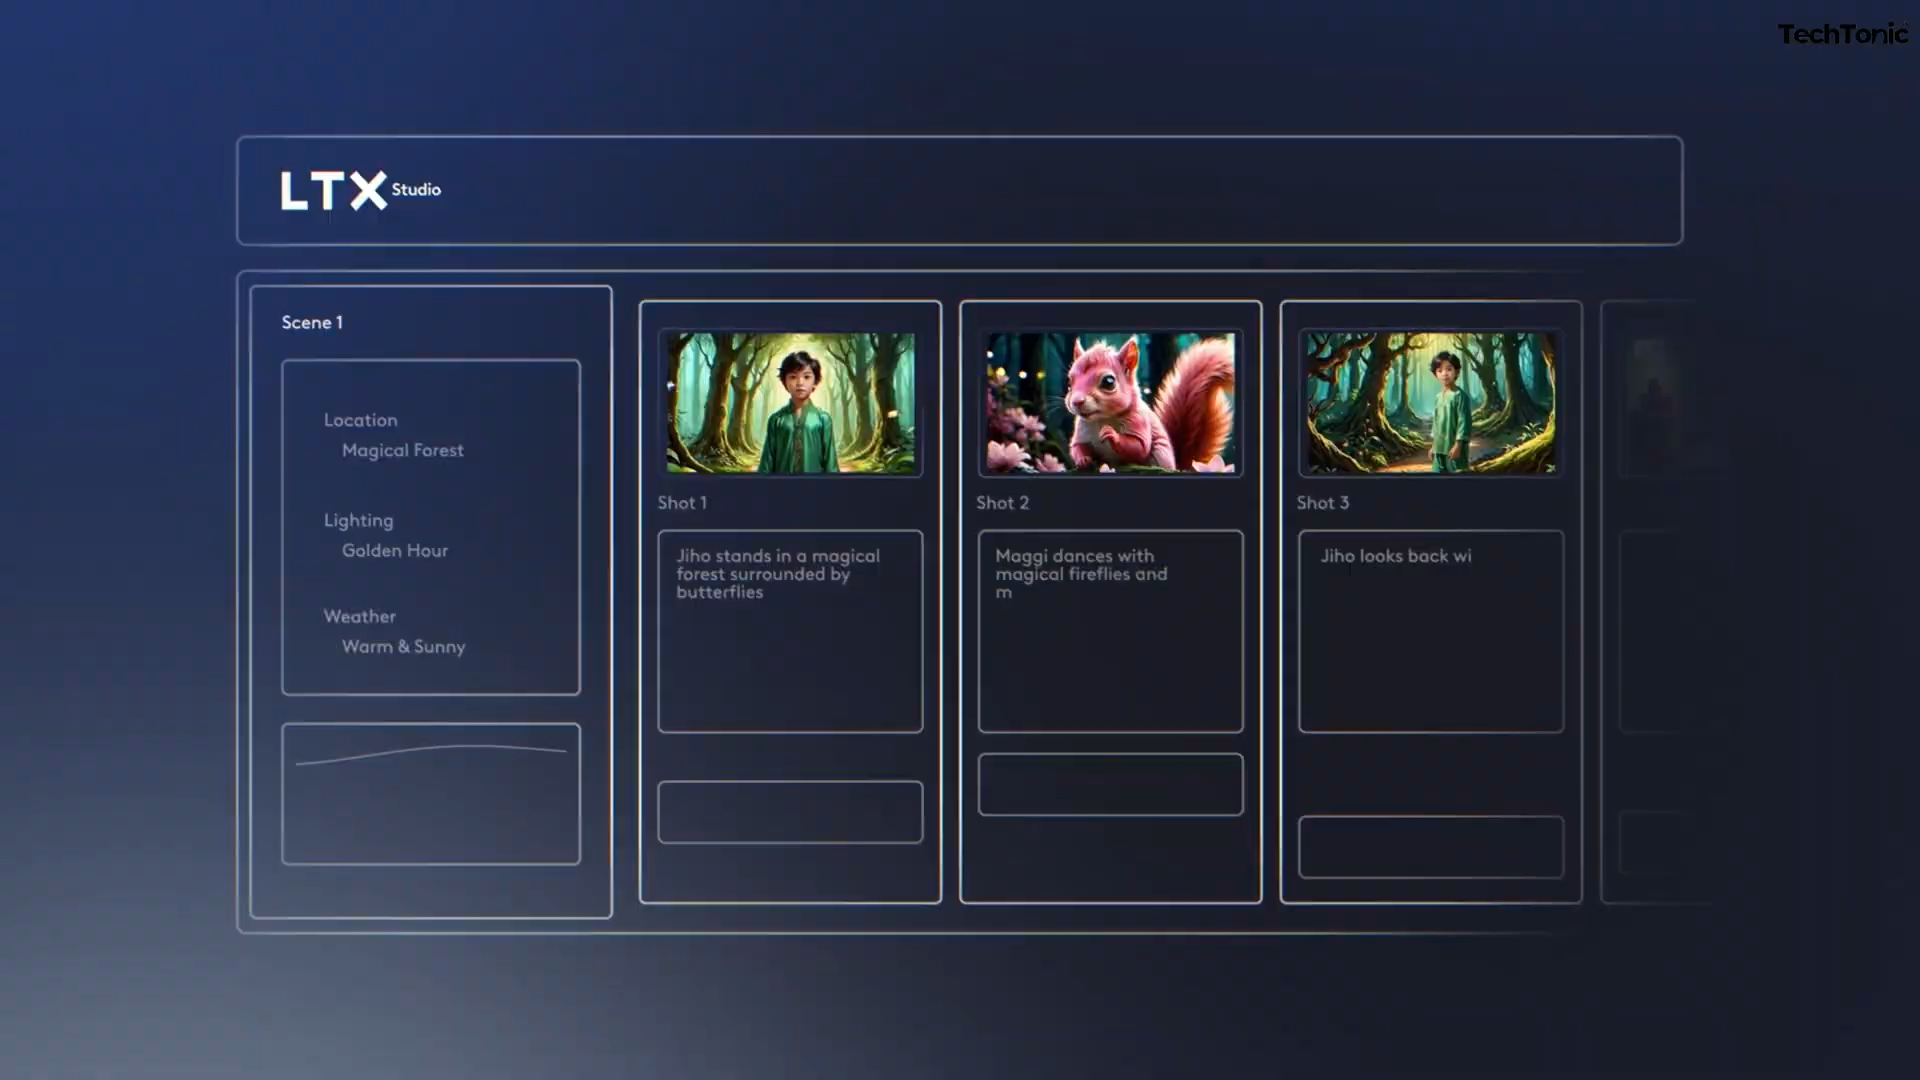 TechTonic
LTX Studio
Scene 1
Location
Magical Forest
Lighting
Golden Hour
Weather
Warm & Sunny
Shot 1
Jiho stands in a magical
forest surrounded by
butterflies
Shot 2
Maggi dances with
magical fireflies and
m
Shot 3
Jiho looks back wi